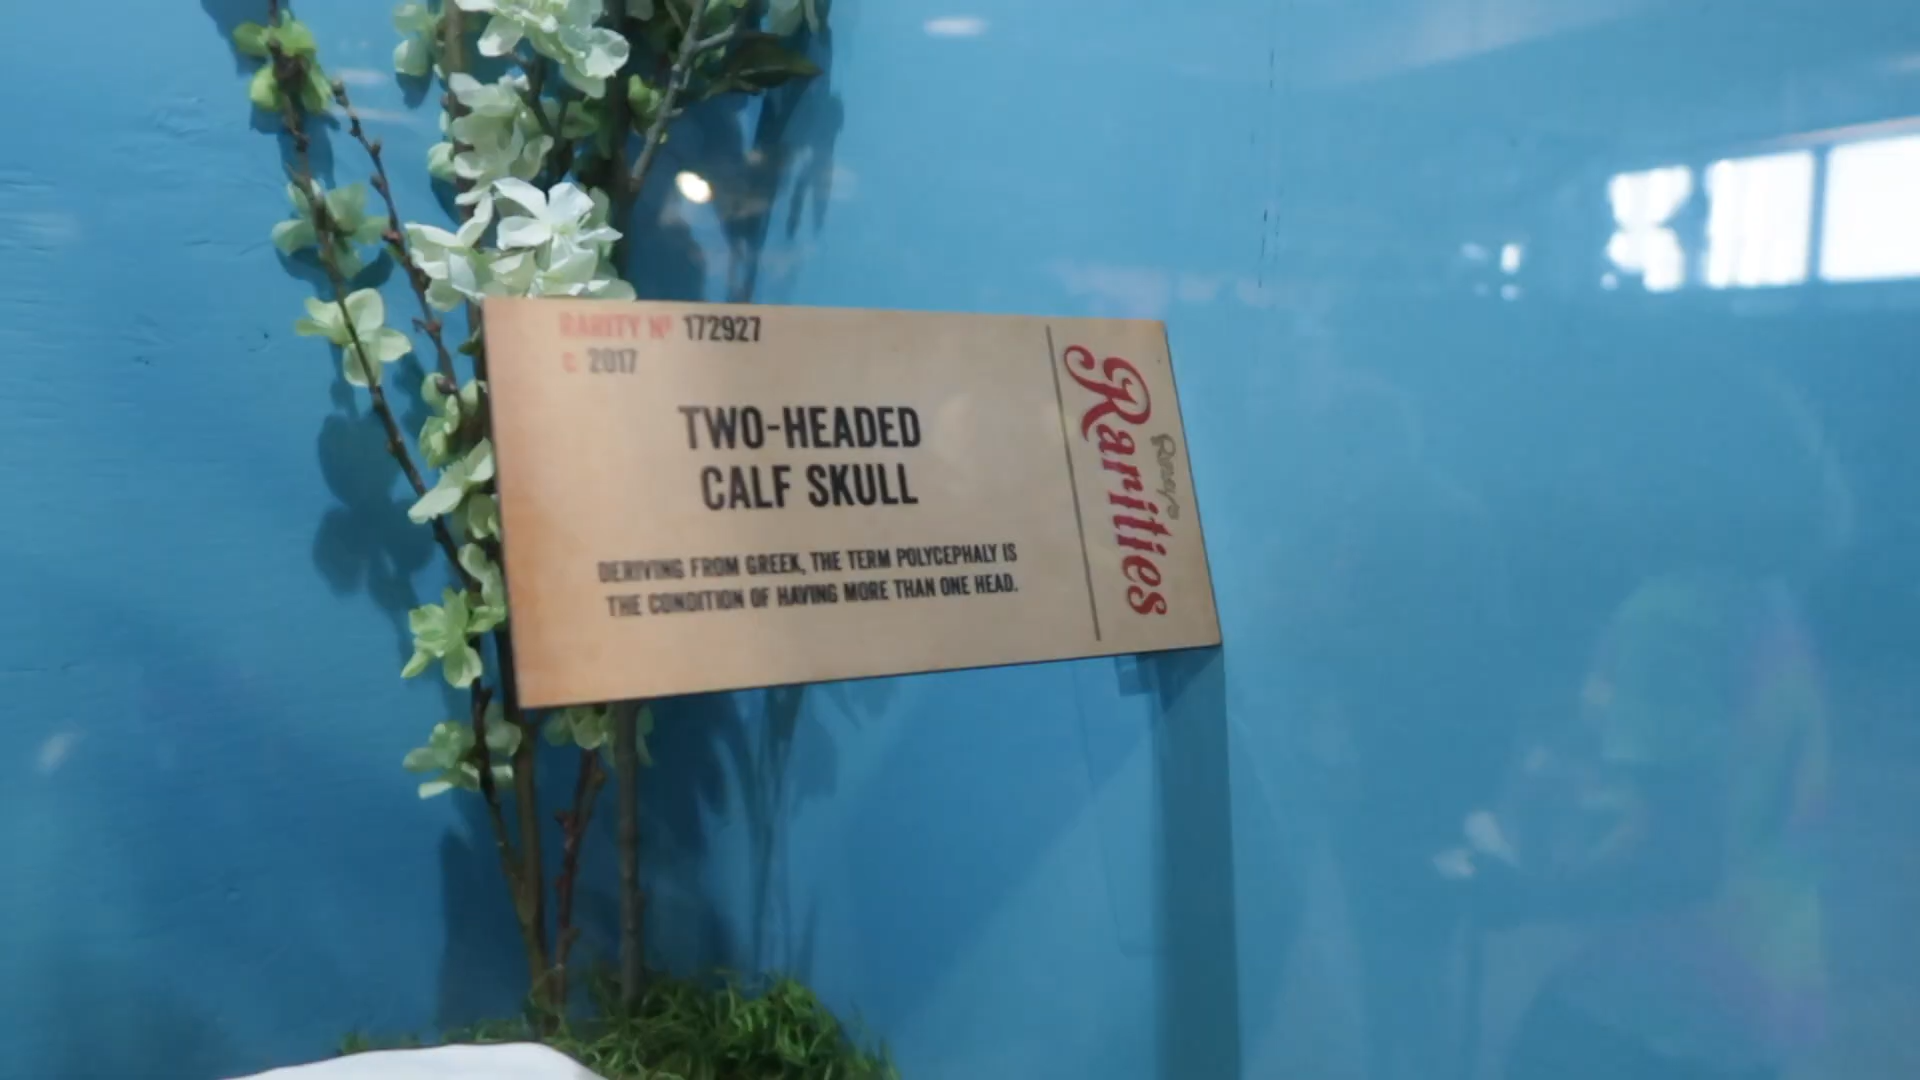 RARITY Nº 172927
c 2017
TWO-HEADED
CALF SKULL
DERIVING FROM GREEK, THE TERM POLYCEPHALY IS
THE CONDITION OF HAVING MORE THAN ONE HEAD.
Rarities